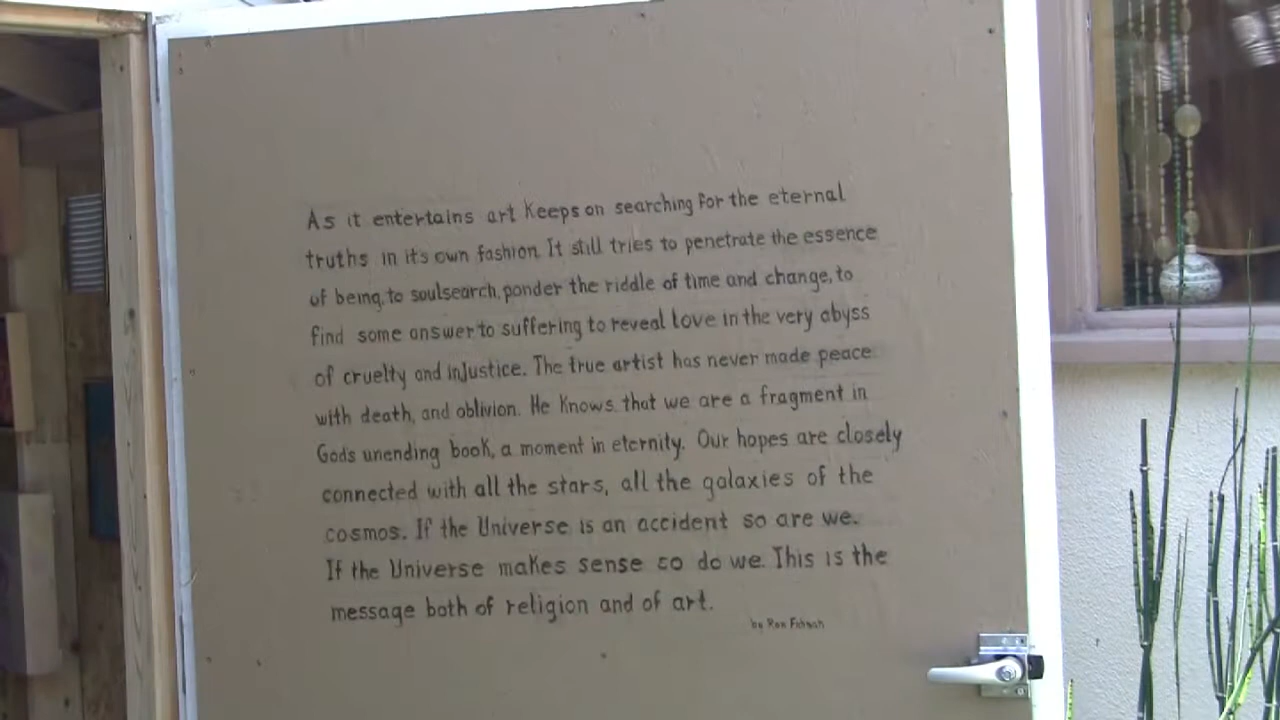 As it entertains art keeps on searching for the eternal
truths in its own fashion. It still tries to penetrate the essence
of being, to soulsearch, ponder the riddle of time and change, to
find some answer to suffering to reveal love in the very abyss
of cruelty and injustice. The true artist has never made peace
with death, and oblivion. He knows that we are a fragment in
Gods unending book, a moment in eternity. Our hopes are closely
connected with all the stars, all the galaxies of the
cosmos. If the Universe is an accident so are we.
If the Universe makes sense so do we. This is the
message both of religion and of art.
by Ron